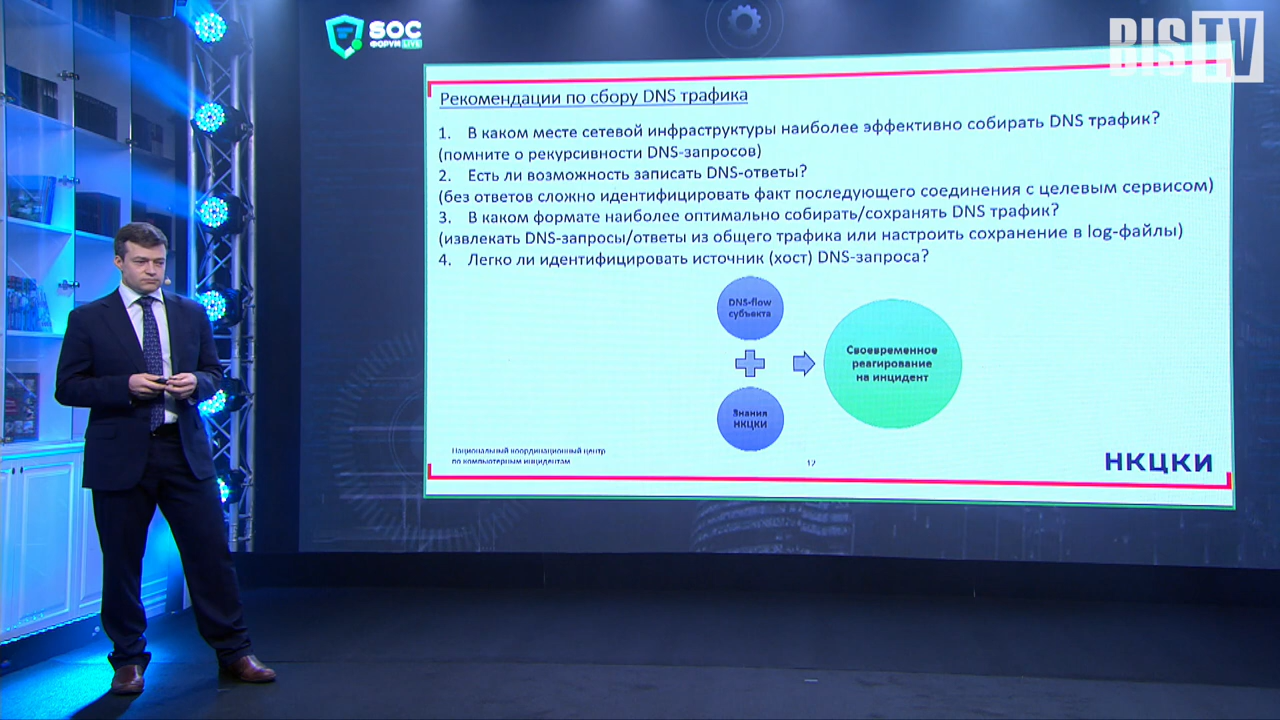 SOC
ФОРУМ LIVE
BIS TV
Рекомендации по сбору DNS трафика
1. В каком месте сетевой инфраструктуры наиболее эффективно собирать DNS трафик?
(помните о рекурсивности DNS-запросов)
2. Есть ли возможность записать DNS-ответы?
(без ответов сложно идентифицировать факт последующего соединения с целевым сервисом)
3. В каком формате наиболее оптимально собирать/сохранять DNS трафик?
(извлекать DNS-запросы/ответы из общего трафика или настроить сохранение в log-файлы)
4. Легко ли идентифицировать источник (хост) DNS-запроса?
DNS-flow
субъекта
Своевременное
реагирование
на инцидент
Знания
НКЦКИ
Национальный координационный центр
по компьютерным инцидентам
12
НКЦКИ